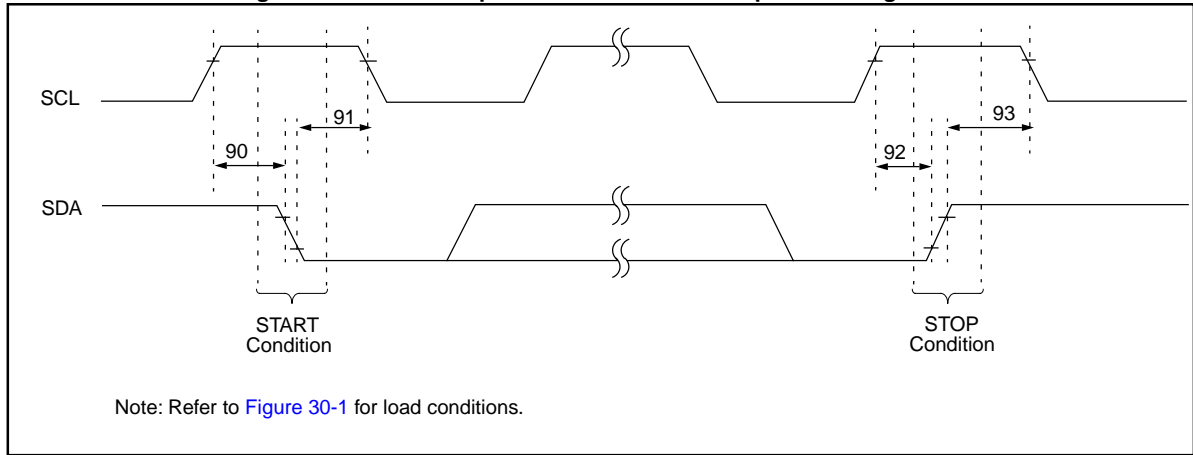 SCL
91
93
90
92
SDA
START
Condition
STOP
Condition
Note: Refer to Figure 30-1 for load conditions.